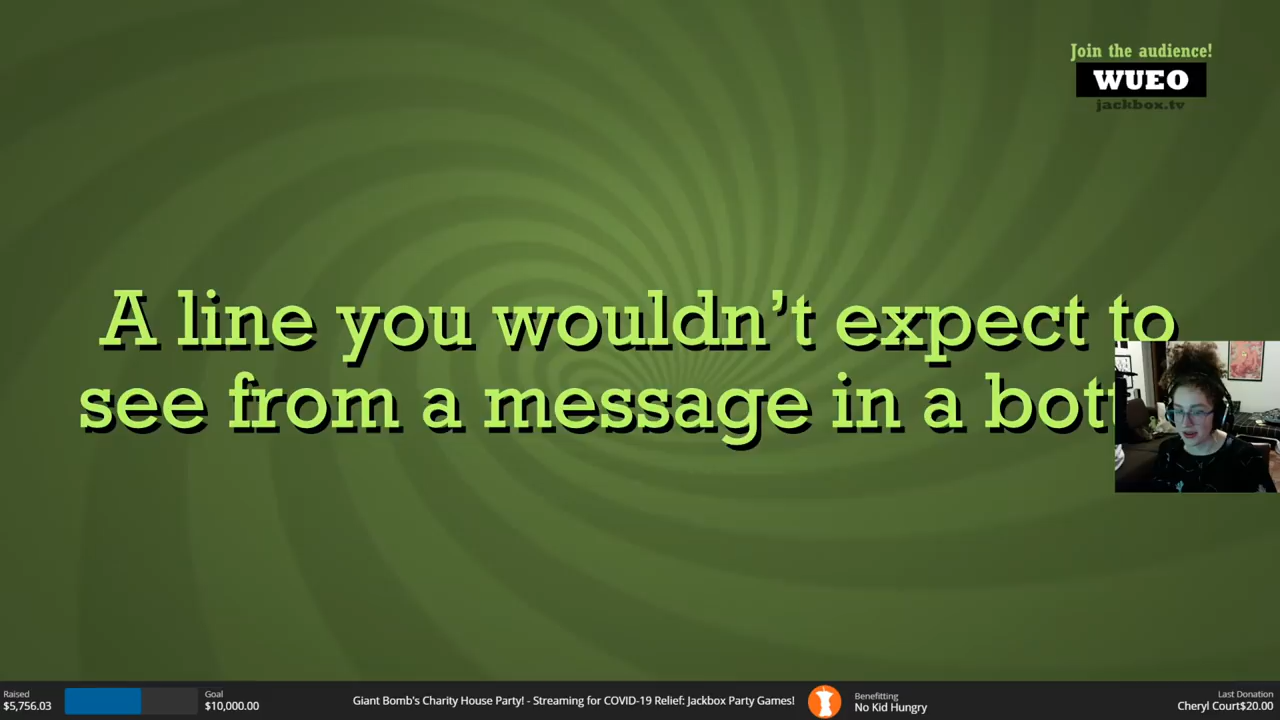 Join the audience!
WUEO
jackbox.tv
A line you wouldn't expect to
see from a message in a
Raised
$5,756.03
Goal
$10,000.00
Giant Bomb's Charity House Party! - Streaming for COVID-19 Relief: Jackbox Party Games!
Benefitting
No Kid Hungry
Last Donation
Cheryl Court$20.00